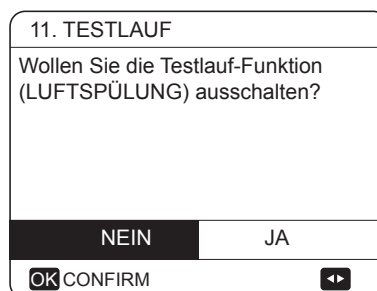 11. TESTLAUF
Wollen Sie die Testlauf-Funktion
(LUFTSPÜLUNG) ausschalten?
NEIN JA
OK CONFIRM